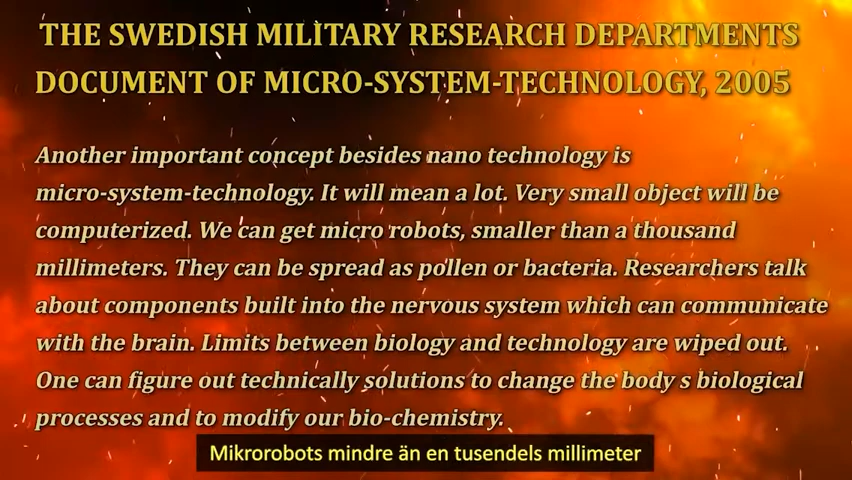 THE SWEDISH MILITARY RESEARCH DEPARTMENTS
DOCUMENT OF MICRO-SYSTEM-TECHNOLOGY, 2005
Another important concept besides nano technology is
micro-system-technology. It will mean a lot. Very small object will be
computerized. We can get micro robots, smaller than a thousand
millimeters. They can be spread as pollen or bacteria. Researchers talk
about components built into the nervous system which can communicate
with the brain. Limits between biology and technology are wiped out.
One can figure out technically solutions to change the body s biological
processes and to modify our bio-chemistry.
Mikrorobots mindre än en tusendels millimeter